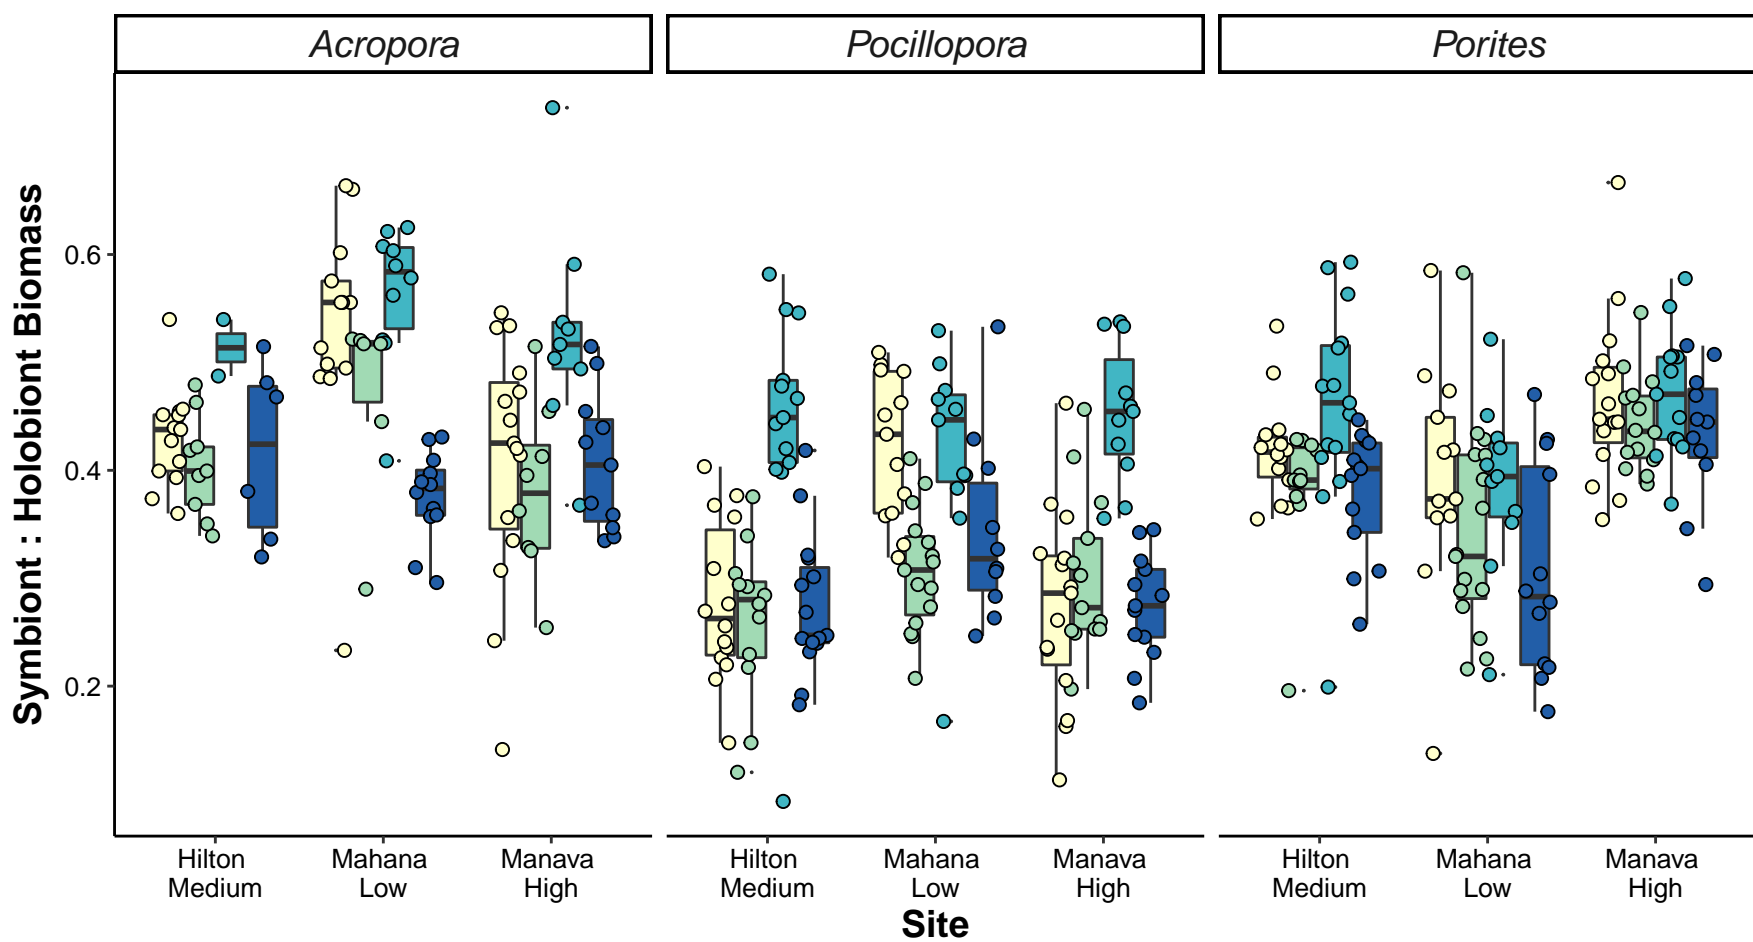 Acropora
Pocillopora
Porites
Symbiont : Holobiont Biomass
0.6
0.4
0.2
Hilton
Medium
Mahana
Low
Manava
High
Hilton
Medium
Mahana
Low
Manava
High
Hilton
Medium
Mahana
Low
Manava
High
Site